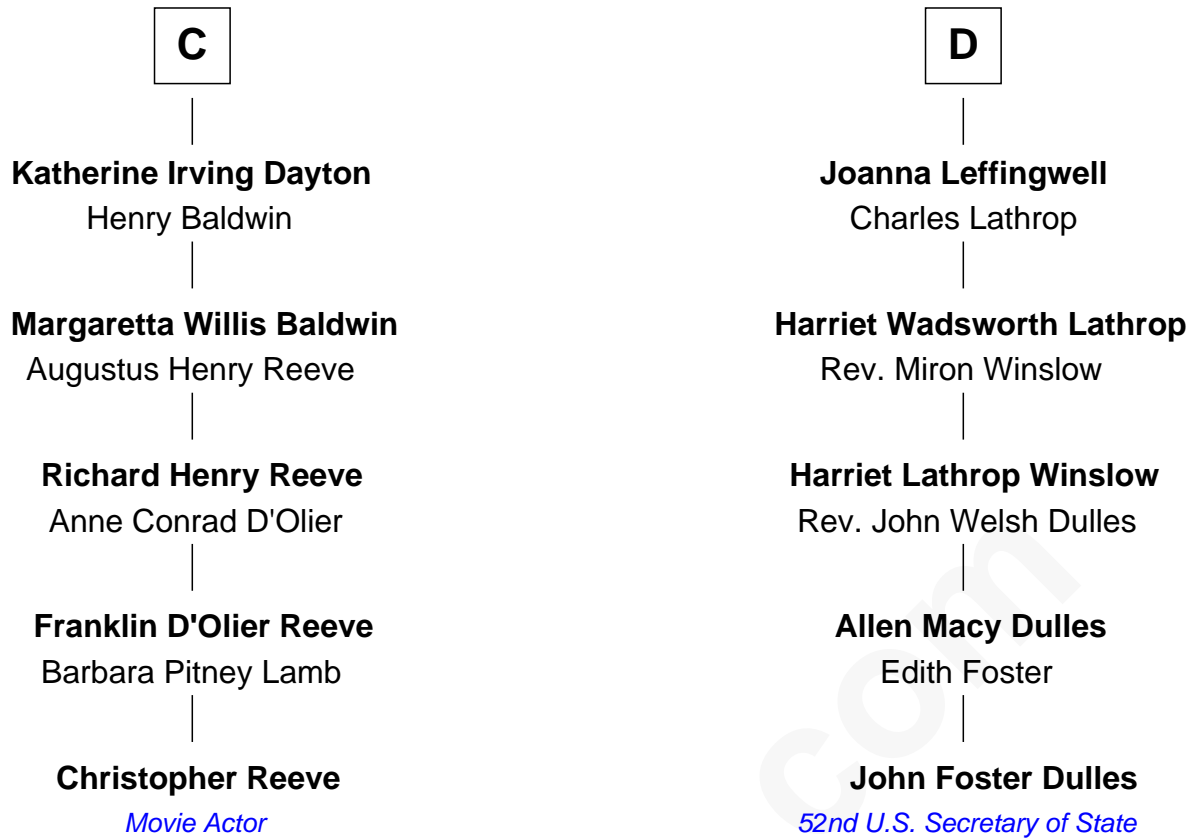 C
Katherine Irving Dayton
Henry Baldwin
Margaretta Willis Baldwin
Augustus Henry Reeve
Richard Henry Reeve
Anne Conrad D'Olier
Franklin D'Olier Reeve
Barbara Pitney Lamb
Christopher Reeve
Movie Actor
D
Joanna Leffingwell
Charles Lathrop
Harriet Wadsworth Lathrop
Rev. Miron Winslow
Harriet Lathrop Winslow
Rev. John Welsh Dulles
Allen Macy Dulles
Edith Foster
John Foster Dulles
52nd U.S. Secretary of State
com